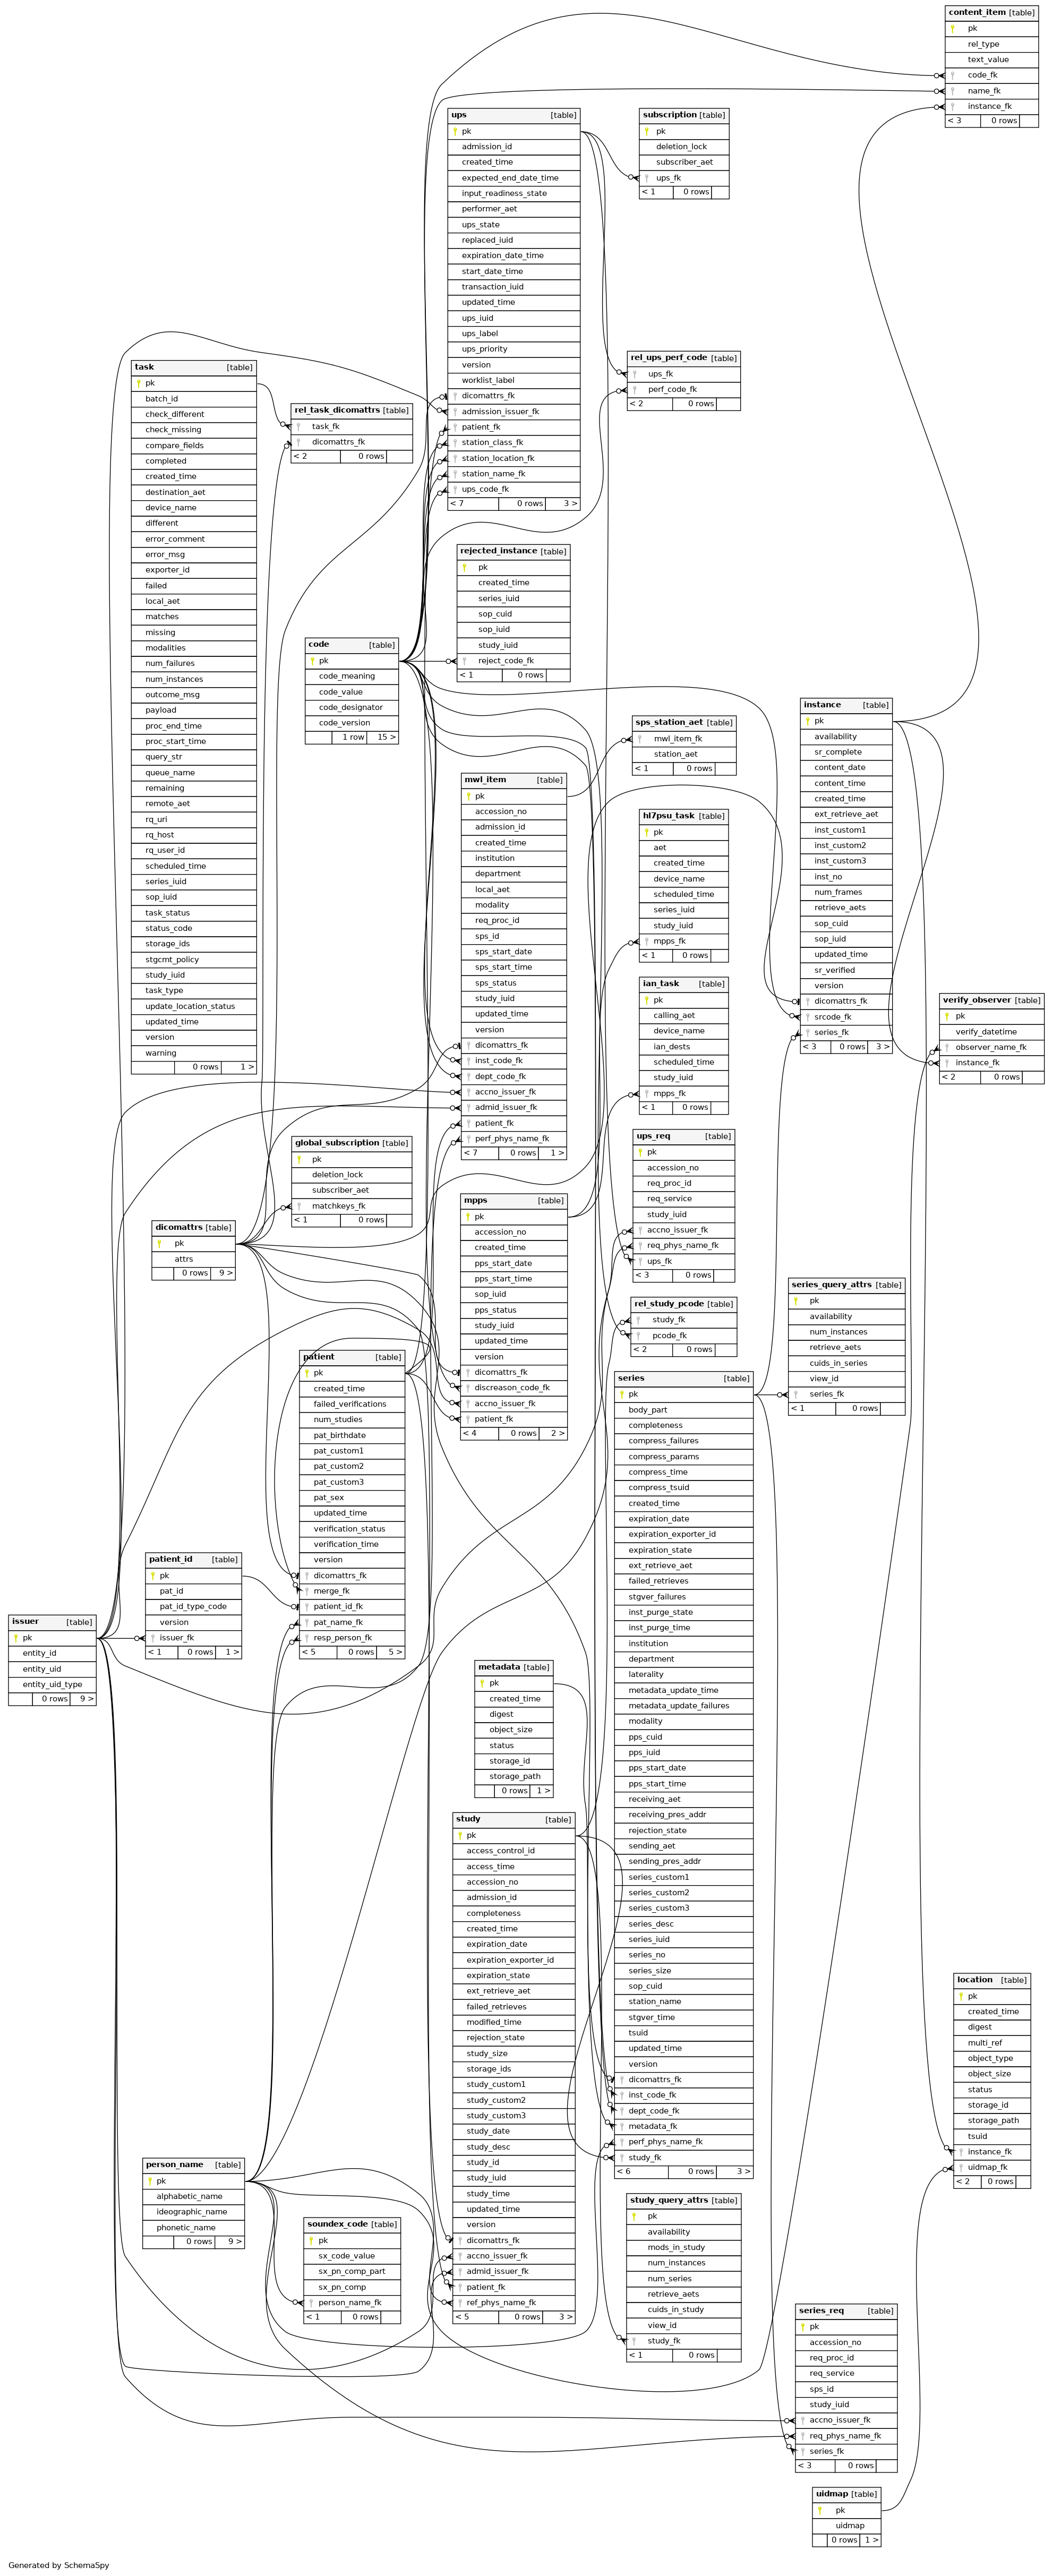 content_item [table]
pk
rel_type
text_value
code_fk
name_fk
instance_fk
< 3 0 rows
ups [table]
pk
admission_id
created_time
expected_end_date_time
input_readiness_state
performer_aet
ups_state
replaced_iuid
expiration_date_time
start_date_time
transaction_iuid
updated_time
ups_iuid
ups_label
ups_priority
version
worklist_label
dicomattrs_fk
admission_issuer_fk
patient_fk
station_class_fk
station_location_fk
station_name_fk
ups_code_fk
< 7 0 rows 3 >
subscription [table]
pk
deletion_lock
subscriber_aet
ups_fk
< 1 0 rows
rel_ups_perf_code [table]
ups_fk
perf_code_fk
< 2 0 rows
task [table]
pk
batch_id
check_different
check_missing
compare_fields
completed
created_time
destination_aet
device_name
different
error_comment
error_msg
exporter_id
failed
local_aet
matches
missing
modalities
num_failures
num_instances
outcome_msg
payload
proc_end_time
proc_start_time
query_str
queue_name
remaining
remote_aet
rq_uri
rq_host
rq_user_id
scheduled_time
series_iuid
sop_iuid
task_status
status_code
storage_ids
stgcmt_policy
study_iuid
task_type
update_location_status
updated_time
version
warning
0 rows 1 >
rel_task_dicomattrs [table]
task_fk
dicomattrs_fk
< 2 0 rows
rejected_instance [table]
pk
created_time
series_iuid
sop_cuid
sop_iuid
study_iuid
reject_code_fk
< 1 0 rows
code [table]
pk
code_meaning
code_value
code_designator
code_version
1 row 15 >
instance [table]
pk
availability
sr_complete
content_date
content_time
created_time
ext_retrieve_aet
inst_custom1
inst_custom2
inst_custom3
inst_no
num_frames
retrieve_aets
sop_cuid
sop_iuid
updated_time
sr_verified
version
dicomattrs_fk
srcode_fk
series_fk
< 3 0 rows 3 >
sps_station_aet [table]
mwl_item_fk
station_aet
< 1 0 rows
mwl_item [table]
pk
accession_no
admission_id
created_time
institution
department
local_aet
modality
req_proc_id
sps_id
sps_start_date
sps_start_time
sps_status
study_iuid
updated_time
version
dicomattrs_fk
inst_code_fk
dept_code_fk
accno_issuer_fk
admid_issuer_fk
patient_fk
perf_phys_name_fk
< 7 0 rows 1 >
hl7psu_task [table]
pk
aet
created_time
device_name
scheduled_time
series_iuid
study_iuid
mpps_fk
< 1 0 rows
ian_task [table]
pk
calling_aet
device_name
ian_dests
scheduled_time
study_iuid
mpps_fk
< 1 0 rows
verify_observer [table]
pk
verify_datetime
observer_name_fk
instance_fk
< 2 0 rows
ups_req [table]
pk
accession_no
req_proc_id
req_service
study_iuid
accno_issuer_fk
req_phys_name_fk
ups_fk
< 3 0 rows
global_subscription [table]
pk
deletion_lock
subscriber_aet
matchkeys_fk
< 1 0 rows
mpps [table]
pk
accession_no
created_time
pps_start_date
pps_start_time
sop_iuid
pps_status
study_iuid
updated_time
version
dicomattrs_fk
discreason_code_fk
accno_issuer_fk
patient_fk
< 4 0 rows 2 >
dicomattrs [table]
pk
attrs
0 rows 9 >
series_query_attrs [table]
pk
availability
num_instances
retrieve_aets
cuids_in_series
view_id
series_fk
< 1 0 rows
rel_study_pcode [table]
study_fk
pcode_fk
< 2 0 rows
patient [table]
pk
created_time
failed_verifications
num_studies
pat_birthdate
pat_custom1
pat_custom2
pat_custom3
pat_sex
updated_time
verification_status
verification_time
version
dicomattrs_fk
merge_fk
patient_id_fk
pat_name_fk
resp_person_fk
< 5 0 rows 5 >
series [table]
pk
body_part
completeness
compress_failures
compress_params
compress_time
compress_tsuid
created_time
expiration_date
expiration_exporter_id
expiration_state
ext_retrieve_aet
failed_retrieves
stgver_failures
inst_purge_state
inst_purge_time
institution
department
laterality
metadata_update_time
metadata_update_failures
modality
pps_cuid
pps_iuid
pps_start_date
pps_start_time
receiving_aet
receiving_pres_addr
rejection_state
sending_aet
sending_pres_addr
series_custom1
series_custom2
series_custom3
series_desc
series_iuid
series_no
series_size
sop_cuid
station_name
stgver_time
tsuid
updated_time
version
dicomattrs_fk
inst_code_fk
dept_code_fk
metadata_fk
perf_phys_name_fk
study_fk
< 6 0 rows 3 >
patient_id [table]
pk
pat_id
pat_id_type_code
version
issuer_fk
< 1 0 rows 1 >
issuer [table]
pk
entity_id
entity_uid
entity_uid_type
0 rows 9 >
metadata [table]
pk
created_time
digest
object_size
status
storage_id
storage_path
0 rows 1 >
study [table]
pk
access_control_id
access_time
accession_no
admission_id
completeness
created_time
expiration_date
expiration_exporter_id
expiration_state
ext_retrieve_aet
failed_retrieves
modified_time
rejection_state
study_size
storage_ids
study_custom1
study_custom2
study_custom3
study_date
study_desc
study_id
study_iuid
study_time
updated_time
version
dicomattrs_fk
accno_issuer_fk
admid_issuer_fk
patient_fk
ref_phys_name_fk
< 5 0 rows 3 >
location [table]
pk
created_time
digest
multi_ref
object_type
object_size
status
storage_id
storage_path
tsuid
instance_fk
uidmap_fk
< 2 0 rows
person_name [table]
pk
alphabetic_name
ideographic_name
phonetic_name
0 rows 9 >
soundex_code [table]
pk
sx_code_value
sx_pn_comp_part
sx_pn_comp
person_name_fk
< 1 0 rows
study_query_attrs [table]
pk
availability
mods_in_study
num_instances
num_series
retrieve_aets
cuids_in_study
view_id
study_fk
< 1 0 rows
series_req [table]
pk
accession_no
req_proc_id
req_service
sps_id
study_iuid
accno_issuer_fk
req_phys_name_fk
series_fk
< 3 0 rows
uidmap [table]
pk
uidmap
0 rows 1 >
Generated by SchemaSpy